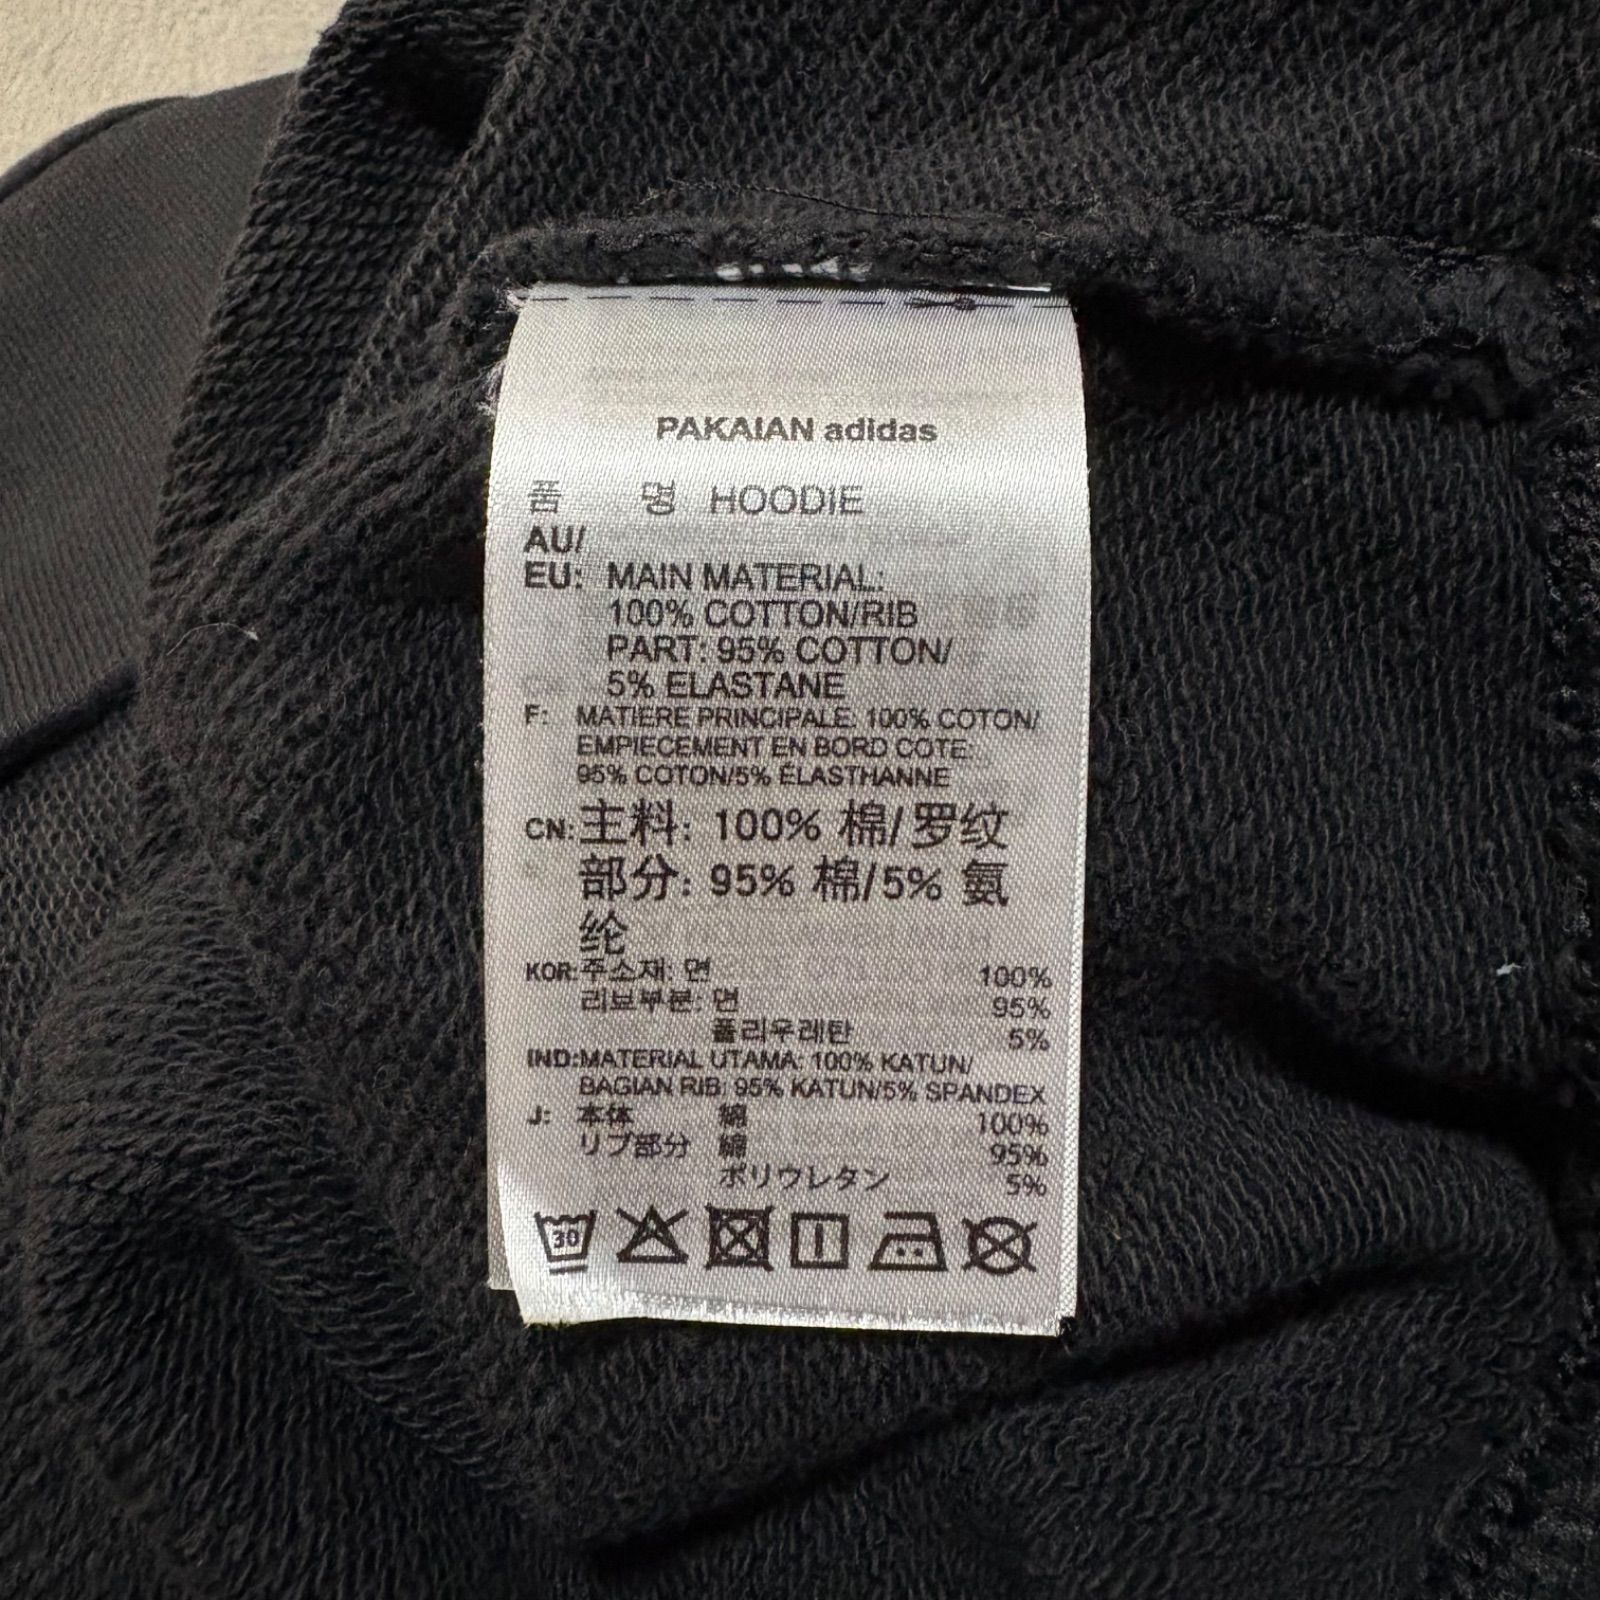 PAKAIAN adidas
품 명 HOODIE
AU/
EU: MAIN MATERIAL:
100% COTTON/RIB
PART: 95% COTTON/
5% ELASTANE
F: MATIERE PRINCIPALE: 100% COTON/
EMPIECEMENT EN BORD COTE:
95% COTON/5% ÉLASTHANNE
CN: 主料: 100% 棉/罗纹
部分: 95% 棉/5% 氨
纶
KOR: 주소재: 면 100%
리브부분: 면 95%
폴리우레탄 5%
IND: MATERIAL UTAMA: 100% KATUN/
BAGIAN RIB: 95% KATUN/5% SPANDEX
J: 本体 綿 100%
リブ部分 綿 95%
ポリウレタン 5%
30